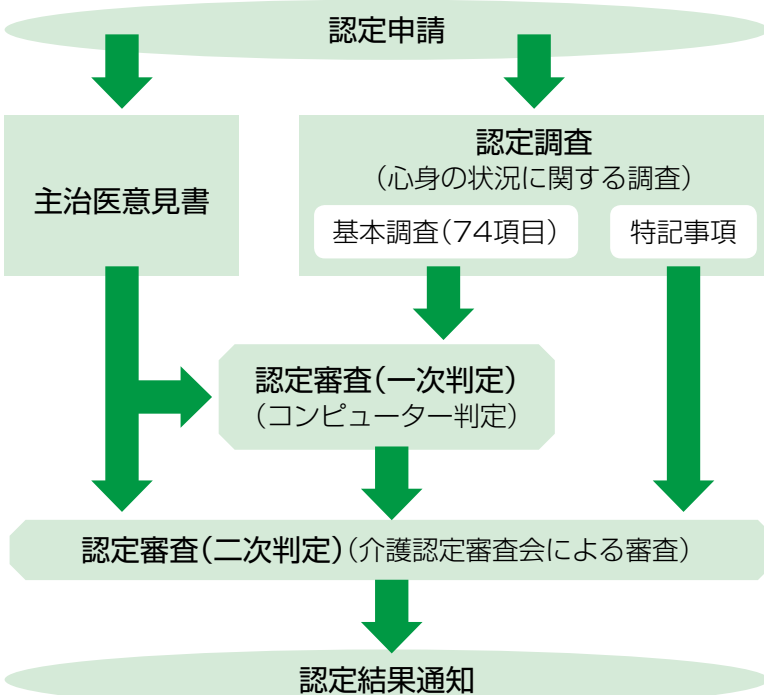 認定申請
主治医意見書
認定調査
（心身の状況に関する調査）
基本調査（74項目）
特記事項
認定審査（一次判定）
（コンピューター判定）
認定審査（二次判定）（介護認定審査会による審査）
認定結果通知